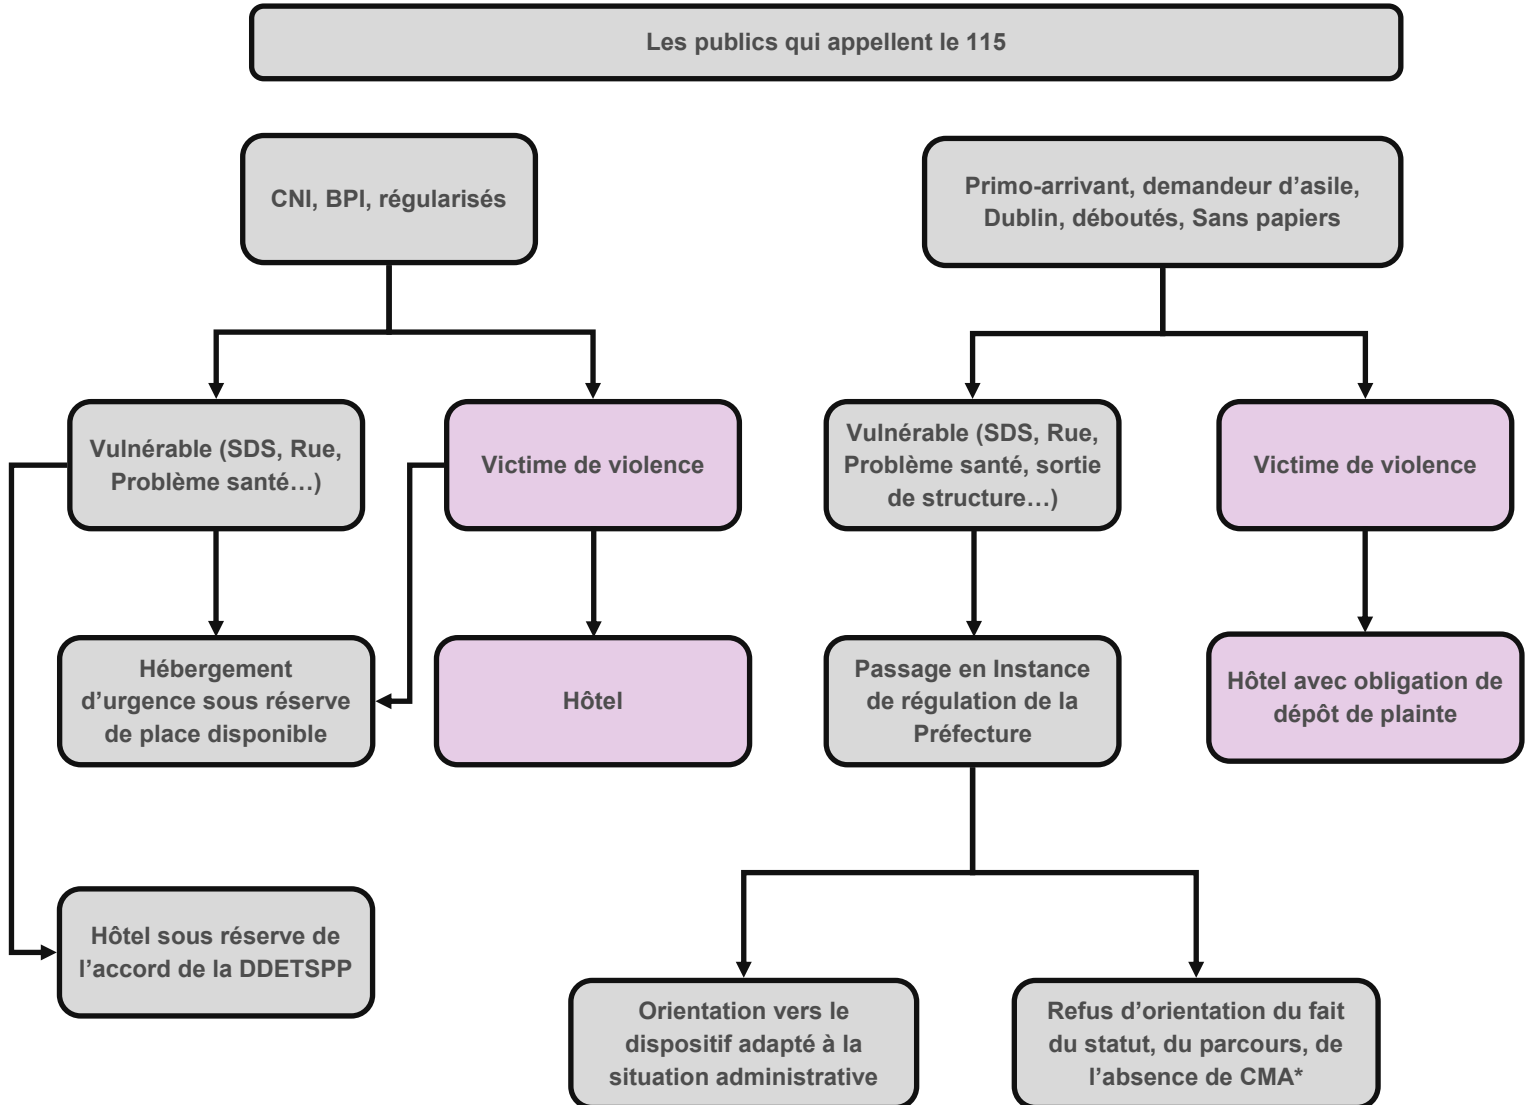 Les publics qui appellent le 115
CNI, BPI, régularisés
Primo-arrivant, demandeur d’asile,
Dublin, déboutés, Sans papiers
Vulnérable (SDS, Rue,
Problème santé…)
Victime de violence
Vulnérable (SDS, Rue,
Problème santé, sortie
de structure…)
Victime de violence
Hébergement
d’urgence sous réserve
de place disponible
Hôtel
Passage en Instance
de régulation de la
Préfecture
Hôtel avec obligation de
dépôt de plainte
Hôtel sous réserve de
l’accord de la DDETSPP
Orientation vers le
dispositif adapté à la
situation administrative
Refus d’orientation du fait
du statut, du parcours, de
l’absence de CMA*